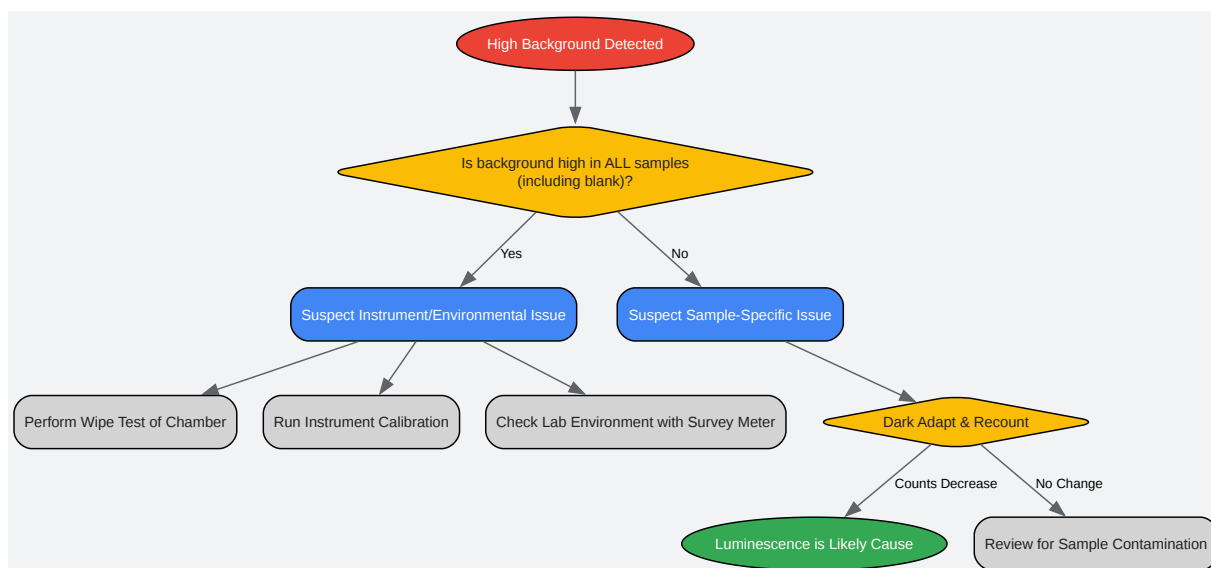 High Background Detected
Is background high in ALL samples
(including blank)?
Yes
No
Suspect Instrument/Environmental Issue
Suspect Sample-Specific Issue
Perform Wipe Test of Chamber
Run Instrument Calibration
Check Lab Environment with Survey Meter
Dark Adapt & Recount
Counts Decrease
No Change
Luminescence is Likely Cause
Review for Sample Contamination